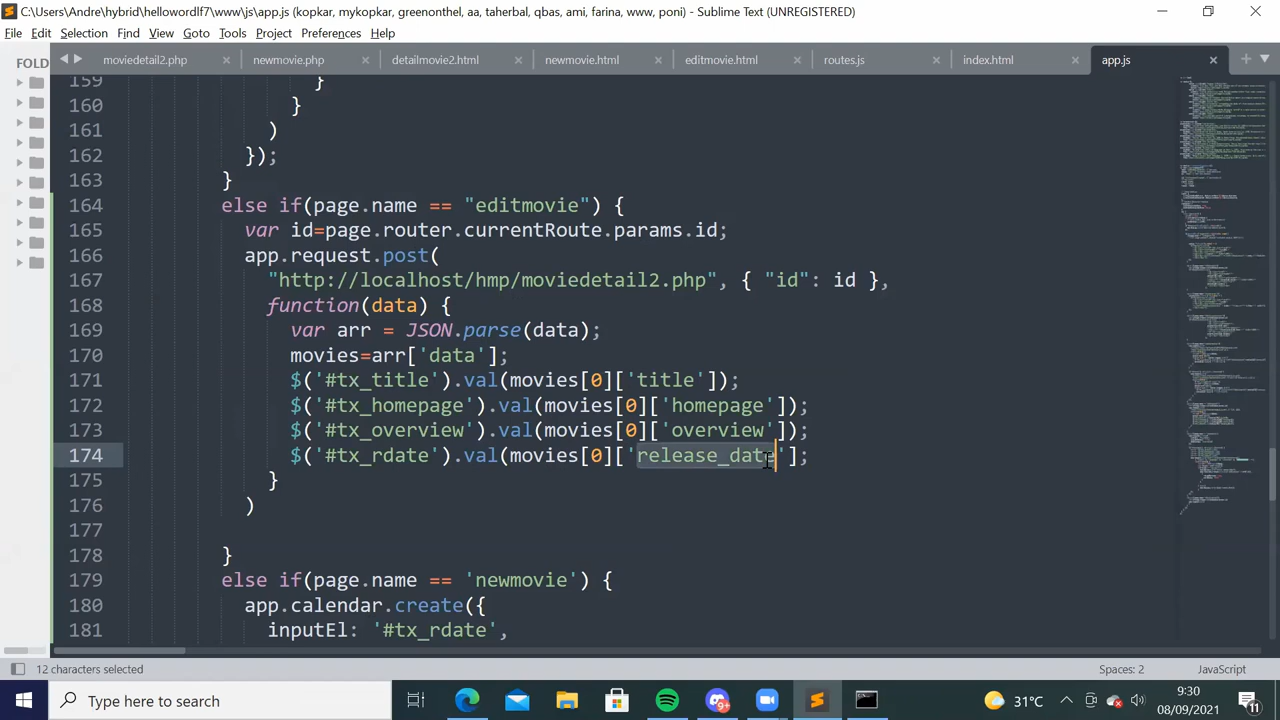 C:\Users\Andre\hybrid\hellowordlf7\www\js\app.js (kopkar, mykopkar, greenonthel, aa, taherbal, qbas, ami, farina, www, poni) - Sublime Text (UNREGISTERED)
File Edit Selection Find View Goto Tools Project Preferences Help
FOLD
moviedetail2.php newmovie.php detailmovie2.html newmovie.html editmovie.html routes.js index.html app.js
159 }
160 }
161 )
162 });
163 }
164 else if(page.name == "editmovie") {
165 var id=page.router.currentRoute.params.id;
166 app.request.post(
167 "http://localhost/hmp/moviedetail2.php", { "id": id },
168 function(data) {
169 var arr = JSON.parse(data);
170 movies=arr['data'];
171 $('#tx_title').val(movies[0]['title']);
172 $('#tx_homepage').val(movies[0]['homepage']);
173 $('#tx_overview').val(movies[0]['overview']);
174 $('#tx_rdate').val(movies[0]['release_date'];
175 }
176 )
177
178 }
179 else if(page.name == 'newmovie') {
180 app.calendar.create({
181 inputEl: '#tx_rdate',
12 characters selected Spaces: 2 JavaScript
Type here to search
9+
31°C
9:30
08/09/2021
11